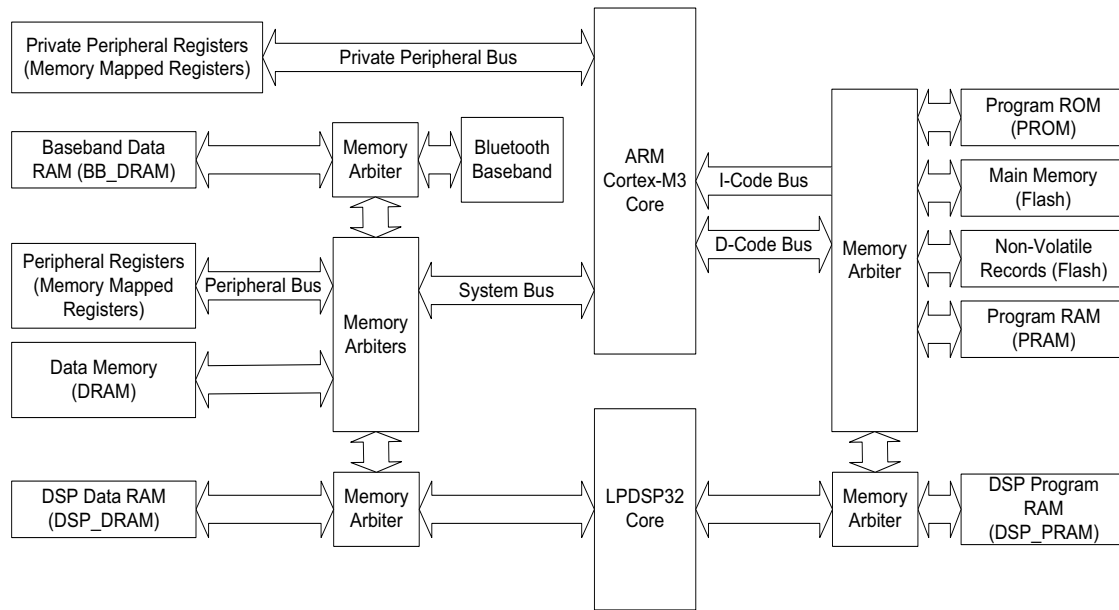 Private Peripheral Registers
(Memory Mapped Registers)
Private Peripheral Bus
Baseband Data
RAM (BB_DRAM)
Memory
Arbiter
Bluetooth
Baseband
ARM
Cortex-M3
Core
I-Code Bus
D-Code Bus
Memory
Arbiter
Program ROM
(PROM)
Main Memory
(Flash)
Non-Volatile
Records (Flash)
Program RAM
(PRAM)
Peripheral Registers
(Memory Mapped
Registers)
Peripheral Bus
Memory
Arbiters
System Bus
Data Memory
(DRAM)
DSP Data RAM
(DSP_DRAM)
Memory
Arbiter
LPDSP32
Core
Memory
Arbiter
DSP Program
RAM
(DSP_PRAM)